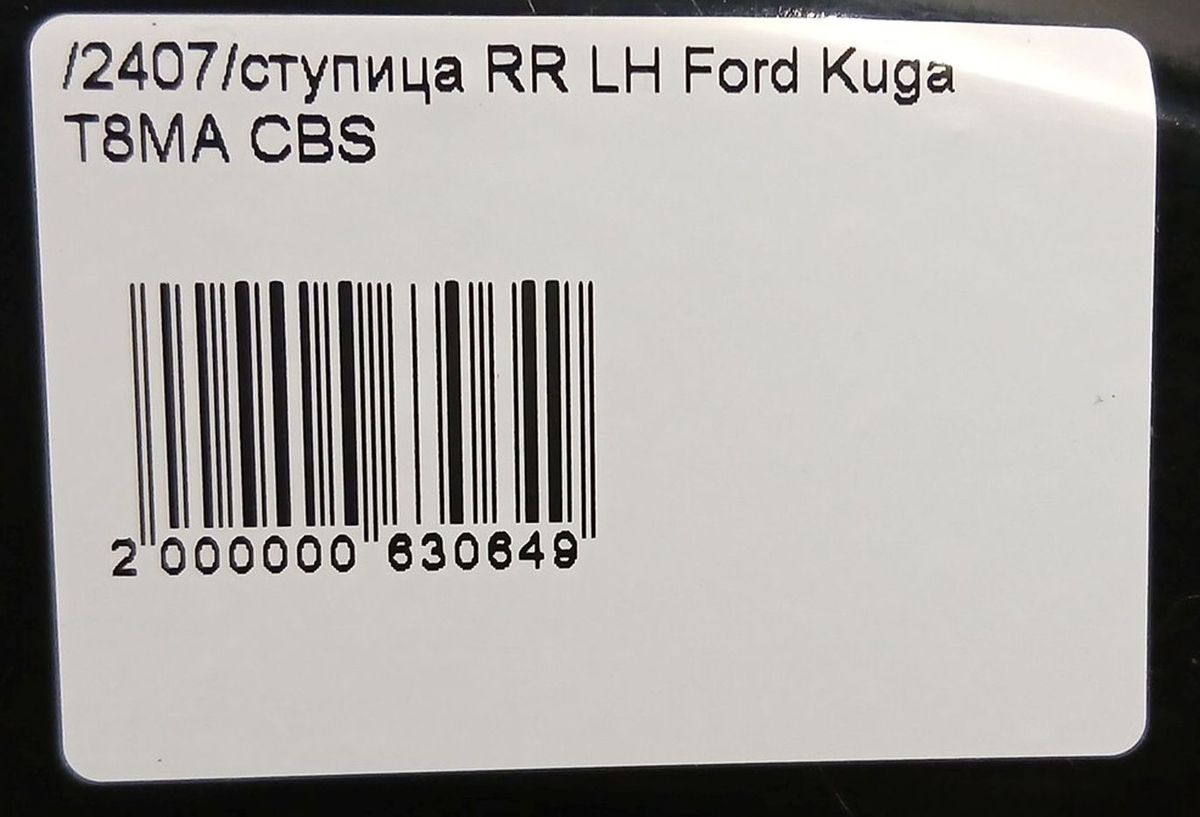 /2407/ступица RR LH Ford Kuga
T8MA CBS
2 000000 630649